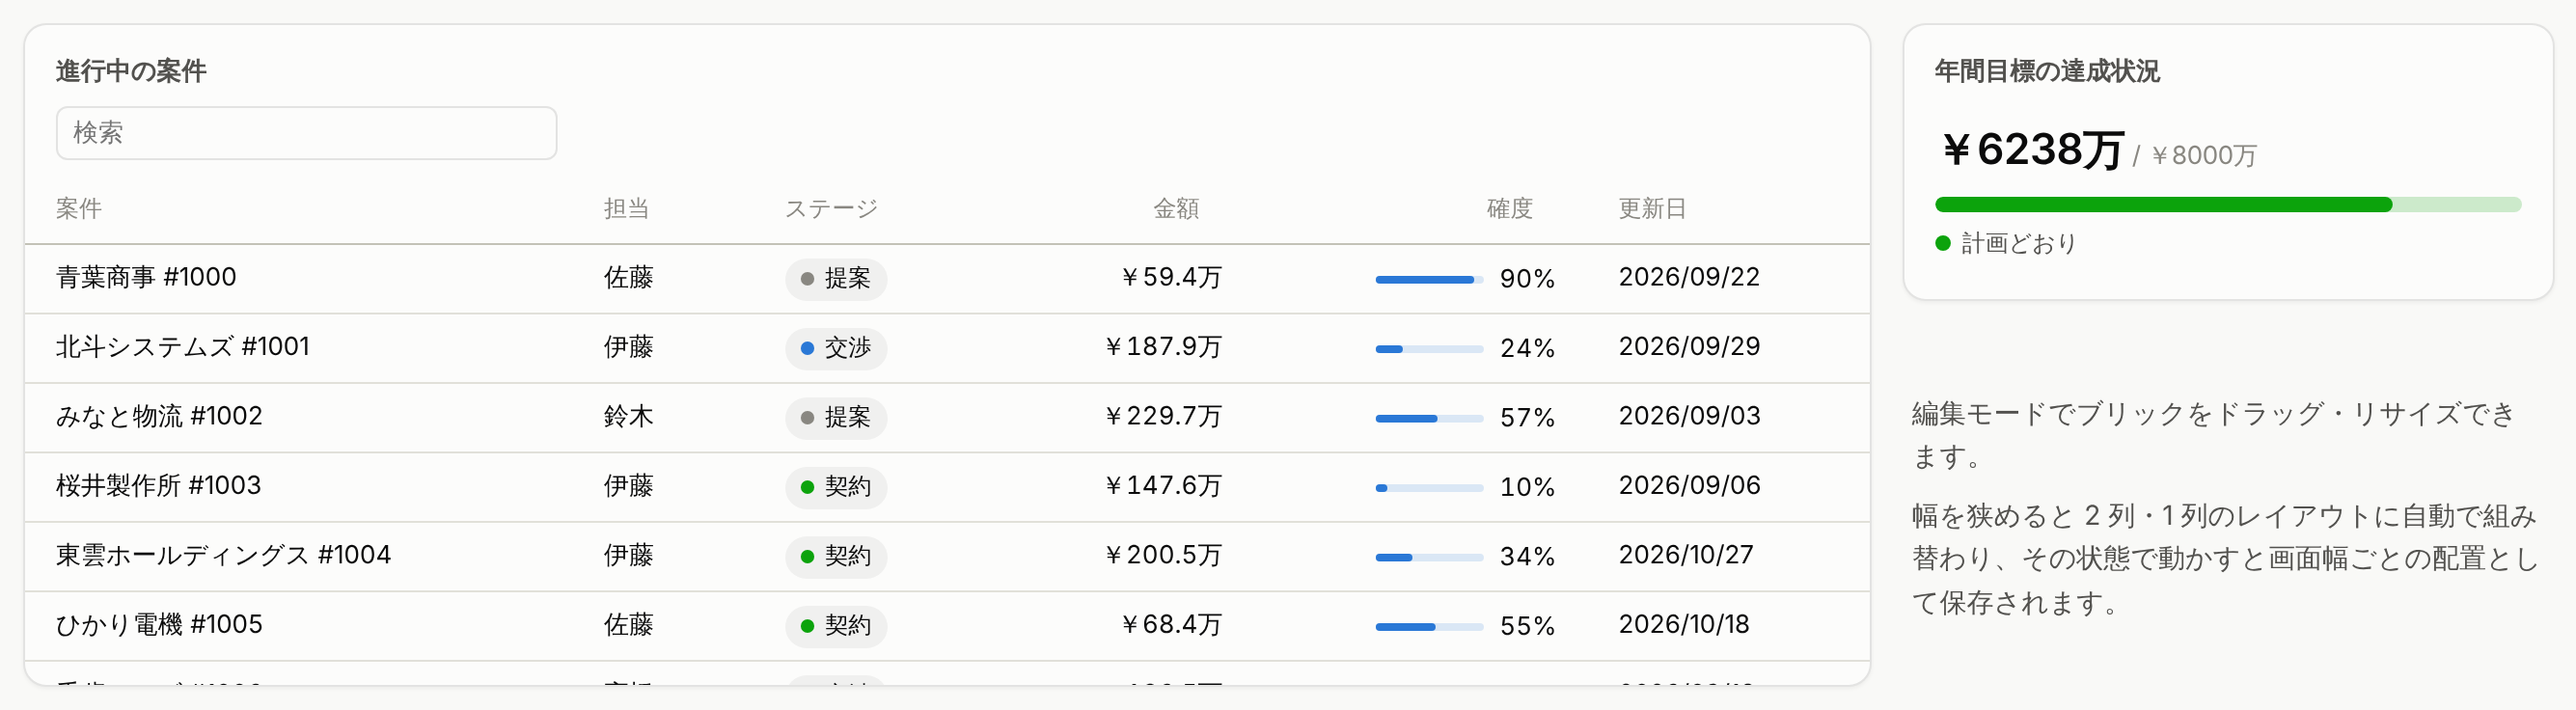 進行中の案件
検索
案件 担当 ステージ 金額 確度 更新日
青葉商事 #1000 佐藤 提案 ￥59.4万 90% 2026/09/22
北斗システムズ #1001 伊藤 交渉 ￥187.9万 24% 2026/09/29
みなと物流 #1002 鈴木 提案 ￥229.7万 57% 2026/09/03
桜井製作所 #1003 伊藤 契約 ￥147.6万 10% 2026/09/06
東雲ホールディングス #1004 伊藤 契約 ￥200.5万 34% 2026/10/27
ひかり電機 #1005 佐藤 契約 ￥68.4万 55% 2026/10/18
年間目標の達成状況
￥6238万 / ￥8000万
計画どおり
編集モードでブリックをドラッグ・リサイズでき
ます。
幅を狭めると 2 列・1 列のレイアウトに自動で組み
替わり、その状態で動かすと画面幅ごとの配置とし
て保存されます。